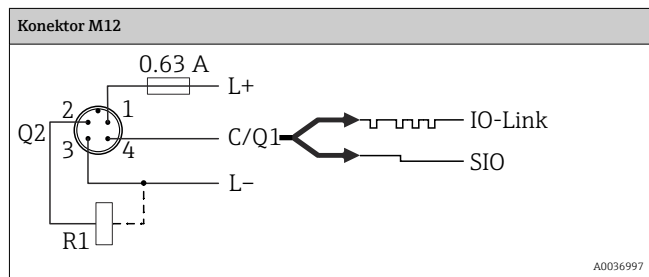 Konektor M12
0.63 A
L+
2 1
Q2
3 4
C/Q1
IO-Link
SIO
L–
R1
A0036997